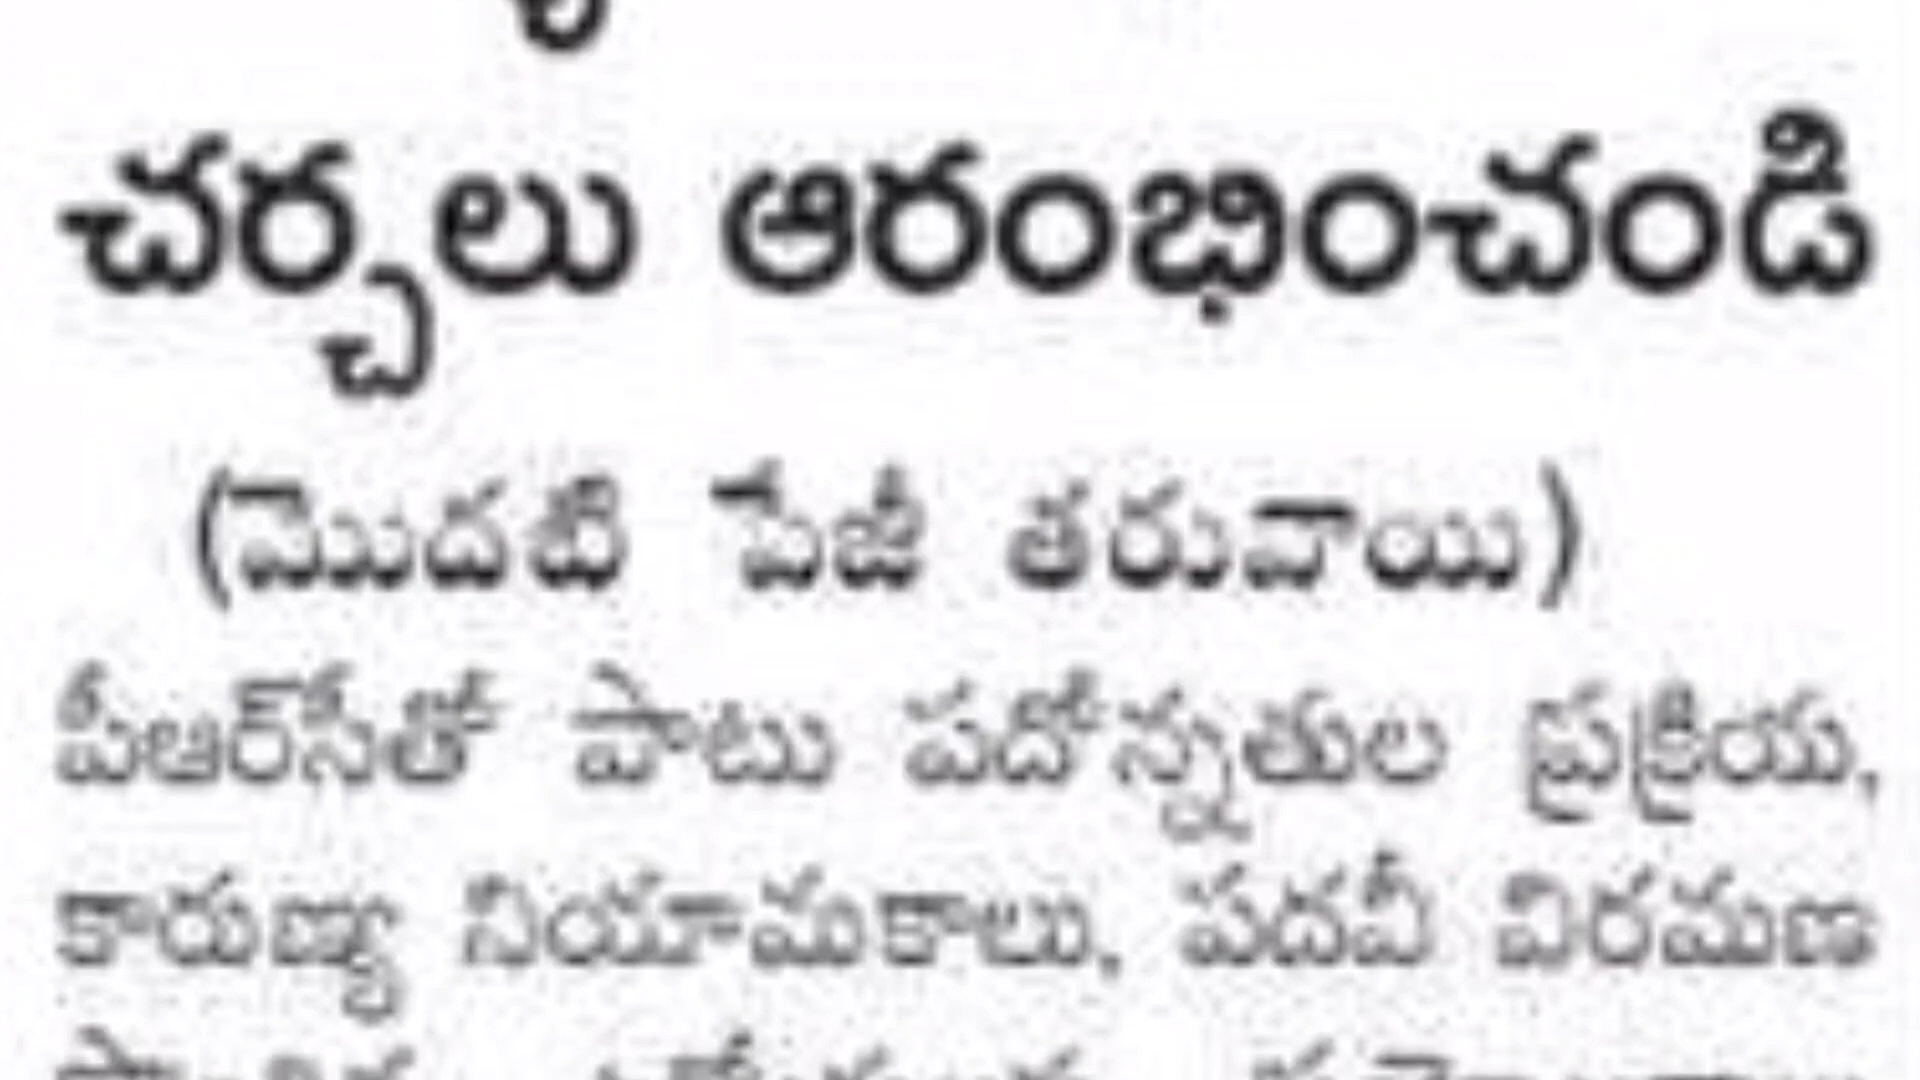 చర్చలు ఆరంభించండి
(మొదటి పేజీ తరువాయి)
పీఆర్‌సీతో పాటు పదోన్నతుల ప్రక్రియ,
కారుణ్య నియామకాలు, పదవీ విరమణ